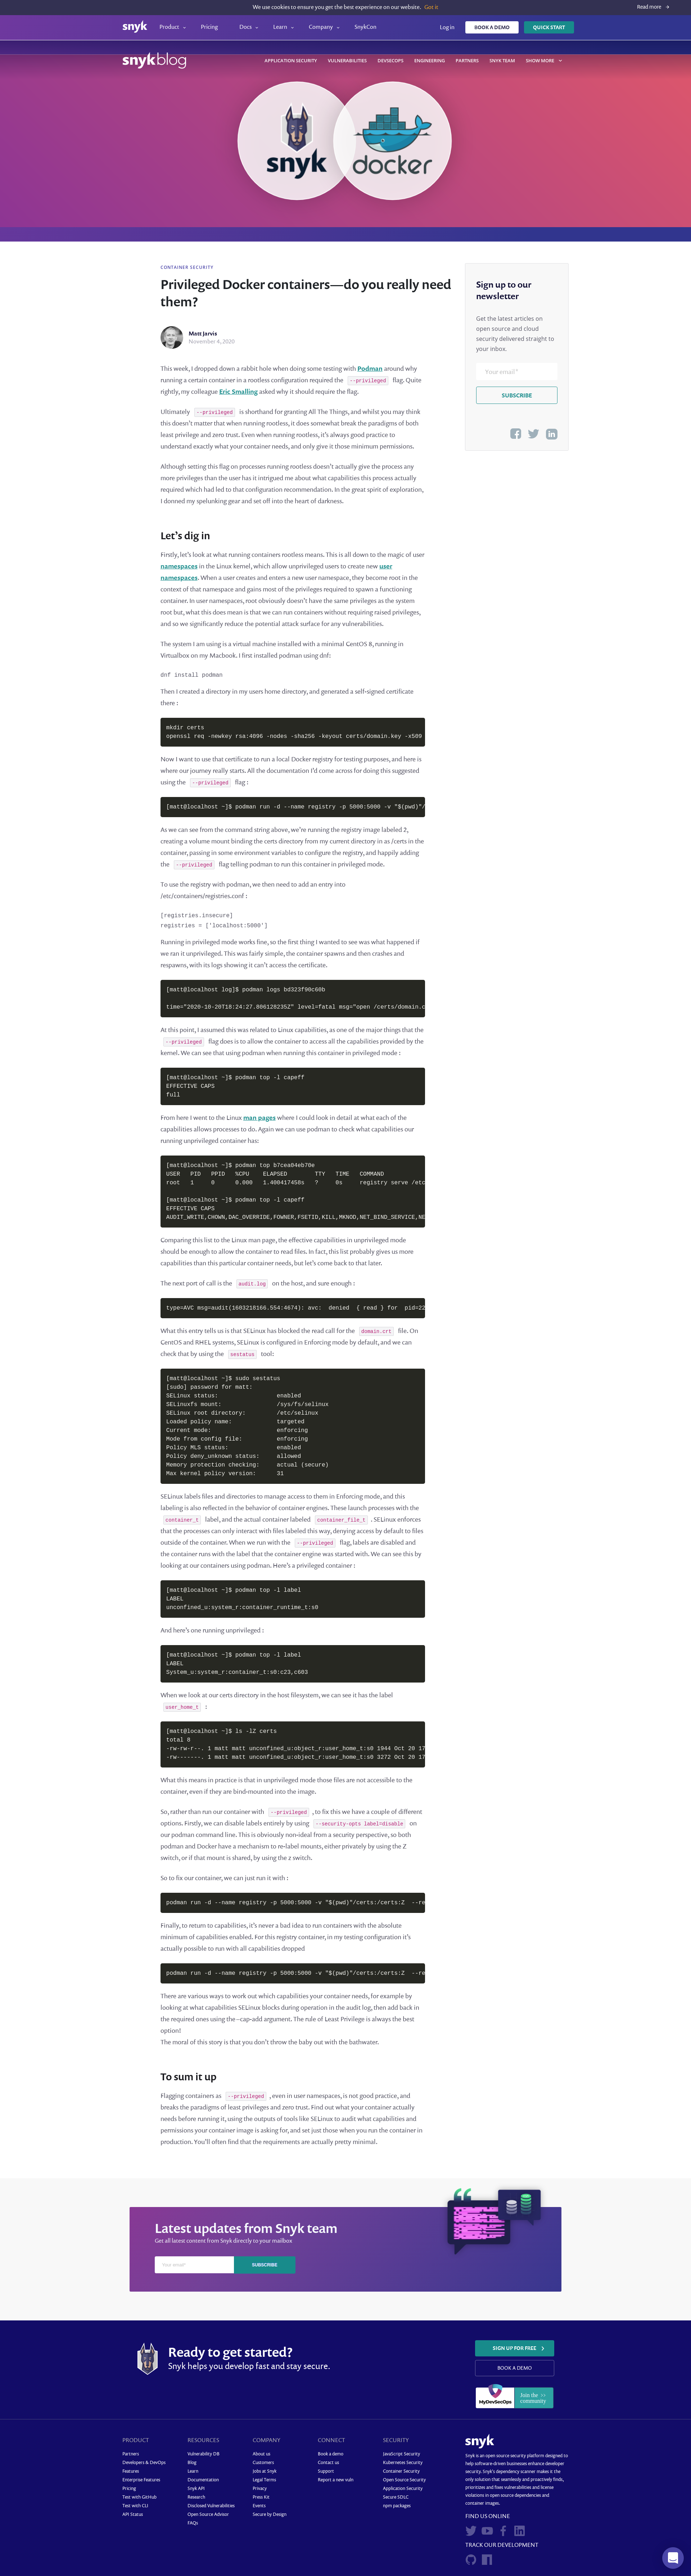 We use cookies to ensure you get the best experience on our website. Got it
Read more →
snyk Product Pricing Docs Learn Company SnykCon Log in BOOK A DEMO QUICK START
snykblog APPLICATION SECURITY VULNERABILITIES DEVSECOPS ENGINEERING PARTNERS SNYK TEAM SHOW MORE
snyk docker
CONTAINER SECURITY
Privileged Docker containers—do you really need
them?
Matt Jarvis
November 4, 2020
This week, I dropped down a rabbit hole when doing some testing with Podman around why
running a certain container in a rootless configuration required the --privileged flag. Quite
rightly, my colleague Eric Smalling asked why it should require the flag.
Ultimately --privileged is shorthand for granting All The Things, and whilst you may think
this doesn't matter when running rootless, it does somewhat break the paradigms of both
least privilege and zero trust. Even when running rootless, it's always good practice to
understand exactly what your container needs, and only give it those minimum permissions.
Although setting this flag on processes running rootless doesn't actually give the process any
more privileges than the user has it intrigued me about what specific capabilities this process
required which had led to that configuration recommendation. In the great spirit of exploration,
I donned my spelunking gear and set off into the heart of darkness.
Let's dig in
Firstly, let's look at what running containers rootless means. This is all down to the magic of user
namespaces in the Linux kernel, which allow unprivileged users to create new user
namespaces. When a user creates and enters a new user namespace, they become root in the
context of that namespace and gains most of the privileges required to spawn a functioning
container. In user namespaces, root obviously doesn't have the same privileges as the system
root but, what this does mean is that we can run containers without requiring raised privileges,
and so we significantly reduce the potential attack surface for any vulnerabilities.
The system I am using is a virtual machine installed with a minimal CentOS 8, running in
Virtualbox on my Macbook. I first installed podman using dnf:
dnf install podman
Then I created a directory in my users home directory, and generated a self-signed certificate
there :
mkdir certs
openssl req -newkey rsa:4096 -nodes -sha256 -keyout certs/domain.key -x509
Now I want to use that certificate to run a local Docker registry for testing purposes, and here is
where our journey really starts. All the documentation I'd come across for doing this suggested
using the --privileged flag :
[matt@localhost ~]$ podman run -d --name registry -p 5000:5000 -v "$(pwd)"/
As we can see from the command string above, we're running the registry image labeled 2,
creating a volume mount binding the certs directory from my current directory in as /certs in the
container, passing in some environment variables to configure the registry, and happily adding
the --privileged flag telling podman to run this container in privileged mode.
To use the registry with podman, we then need to add an entry into
/etc/containers/registries.conf :
[registries.insecure]
registries = ['localhost:5000']
Running in privileged mode works fine, so the first thing I wanted to see was what happened if
we ran it unprivileged. This was fairly simple, the container spawns and then crashes and
respawns, with its logs showing it can't access the certificate.
[matt@localhost log]$ podman logs bd323f90c60b
time="2020-10-20T18:24:27.806128235Z" level=fatal msg="open /certs/domain.c
At this point, I assumed this was related to Linux capabilities, as one of the major things that the
--privileged flag does is to allow the container to access all the capabilities provided by the
kernel. We can see that using podman when running this container in privileged mode :
[matt@localhost ~]$ podman top -l capeff
EFFECTIVE CAPS
full
From here I went to the Linux man pages where I could look in detail at what each of the
capabilities allows processes to do. Again we can use podman to check what capabilities our
running unprivileged container has:
[matt@localhost ~]$ podman top b7cea04eb70e
USER PID PPID %CPU ELAPSED TTY TIME COMMAND
root 1 0 0.000 1.400417458s ? 0s registry serve /etc
[matt@localhost ~]$ podman top -l capeff
EFFECTIVE CAPS
AUDIT_WRITE,CHOWN,DAC_OVERRIDE,FOWNER,FSETID,KILL,MKNOD,NET_BIND_SERVICE,NE
Comparing this list to the Linux man page, the effective capabilities in unprivileged mode
should be enough to allow the container to read files. In fact, this list probably gives us more
capabilities than this particular container needs, but let's come back to that later.
The next port of call is the audit.log on the host, and sure enough :
type=AVC msg=audit(1603218166.554:4674): avc: denied { read } for pid=22
What this entry tells us is that SELinux has blocked the read call for the domain.crt file. On
CentOS and RHEL systems, SELinux is configured in Enforcing mode by default, and we can
check that by using the sestatus tool:
[matt@localhost ~]$ sudo sestatus
[sudo] password for matt:
SELinux status: enabled
SELinuxfs mount: /sys/fs/selinux
SELinux root directory: /etc/selinux
Loaded policy name: targeted
Current mode: enforcing
Mode from config file: enforcing
Policy MLS status: enabled
Policy deny_unknown status: allowed
Memory protection checking: actual (secure)
Max kernel policy version: 31
SELinux labels files and directories to manage access to them in Enforcing mode, and this
labeling is also reflected in the behavior of container engines. These launch processes with the
container_t label, and the actual container labeled container_file_t . SELinux enforces
that the processes can only interact with files labeled this way, denying access by default to files
outside of the container. When we run with the --privileged flag, labels are disabled and
the container runs with the label that the container engine was started with. We can see this by
looking at our containers using podman. Here's a privileged container :
[matt@localhost ~]$ podman top -l label
LABEL
unconfined_u:system_r:container_runtime_t:s0
And here's one running unprivileged :
[matt@localhost ~]$ podman top -l label
LABEL
System_u:system_r:container_t:s0:c23,c603
When we look at our certs directory in the host filesystem, we can see it has the label
user_home_t :
[matt@localhost ~]$ ls -lZ certs
total 8
-rw-rw-r--. 1 matt matt unconfined_u:object_r:user_home_t:s0 1944 Oct 20 17
-rw-------. 1 matt matt unconfined_u:object_r:user_home_t:s0 3272 Oct 20 17
What this means in practice is that in unprivileged mode those files are not accessible to the
container, even if they are bind-mounted into the image.
So, rather than run our container with --privileged , to fix this we have a couple of different
options. Firstly, we can disable labels entirely by using --security-opts label=disable on
our podman command line. This is obviously non-ideal from a security perspective, so both
podman and Docker have a mechanism to re-label mounts, either privately by using the Z
switch, or if that mount is shared, by using the z switch.
So to fix our container, we can just run it with :
podman run -d --name registry -p 5000:5000 -v "$(pwd)"/certs:/certs:Z --re
Finally, to return to capabilities, it's never a bad idea to run containers with the absolute
minimum of capabilities enabled. For this registry container, in my testing configuration it's
actually possible to run with all capabilities dropped
podman run -d --name registry -p 5000:5000 -v "$(pwd)"/certs:/certs:Z --re
There are various ways to work out which capabilities your container needs, for example by
looking at what capabilities SELinux blocks during operation in the audit log, then add back in
the required ones using the –cap-add argument. The rule of Least Privilege is always the best
option!
The moral of this story is that you don't throw the baby out with the bathwater.
To sum it up
Flagging containers as --privileged , even in user namespaces, is not good practice, and
breaks the paradigms of least privileges and zero trust. Find out what your container actually
needs before running it, using the outputs of tools like SELinux to audit what capabilities and
permissions your container image is asking for, and set just those when you run the container in
production. You'll often find that the requirements are actually pretty minimal.
Sign up to our
newsletter
Get the latest articles on
open source and cloud
security delivered straight to
your inbox.
Your email*
SUBSCRIBE
Latest updates from Snyk team
Get all latest content from Snyk directly to your mailbox
Your email*
SUBSCRIBE
Ready to get started?
Snyk helps you develop fast and stay secure.
SIGN UP FOR FREE
BOOK A DEMO
MyDevSecOps Join the >> community
PRODUCT
Partners
Developers & DevOps
Features
Enterprise Features
Pricing
Test with GitHub
Test with CLI
API Status
RESOURCES
Vulnerability DB
Blog
Learn
Documentation
Snyk API
Research
Disclosed Vulnerabilities
Open Source Advisor
FAQs
COMPANY
About us
Customers
Jobs at Snyk
Legal Terms
Privacy
Press Kit
Events
Secure by Design
CONNECT
Book a demo
Contact us
Support
Report a new vuln
SECURITY
JavaScript Security
Kubernetes Security
Container Security
Open Source Security
Application Security
Secure SDLC
npm packages
snyk
Snyk is an open source security platform designed to
help software-driven businesses enhance developer
security. Snyk's dependency scanner makes it the
only solution that seamlessly and proactively finds,
prioritizes and fixes vulnerabilities and license
violations in open source dependencies and
container images.
FIND US ONLINE
TRACK OUR DEVELOPMENT